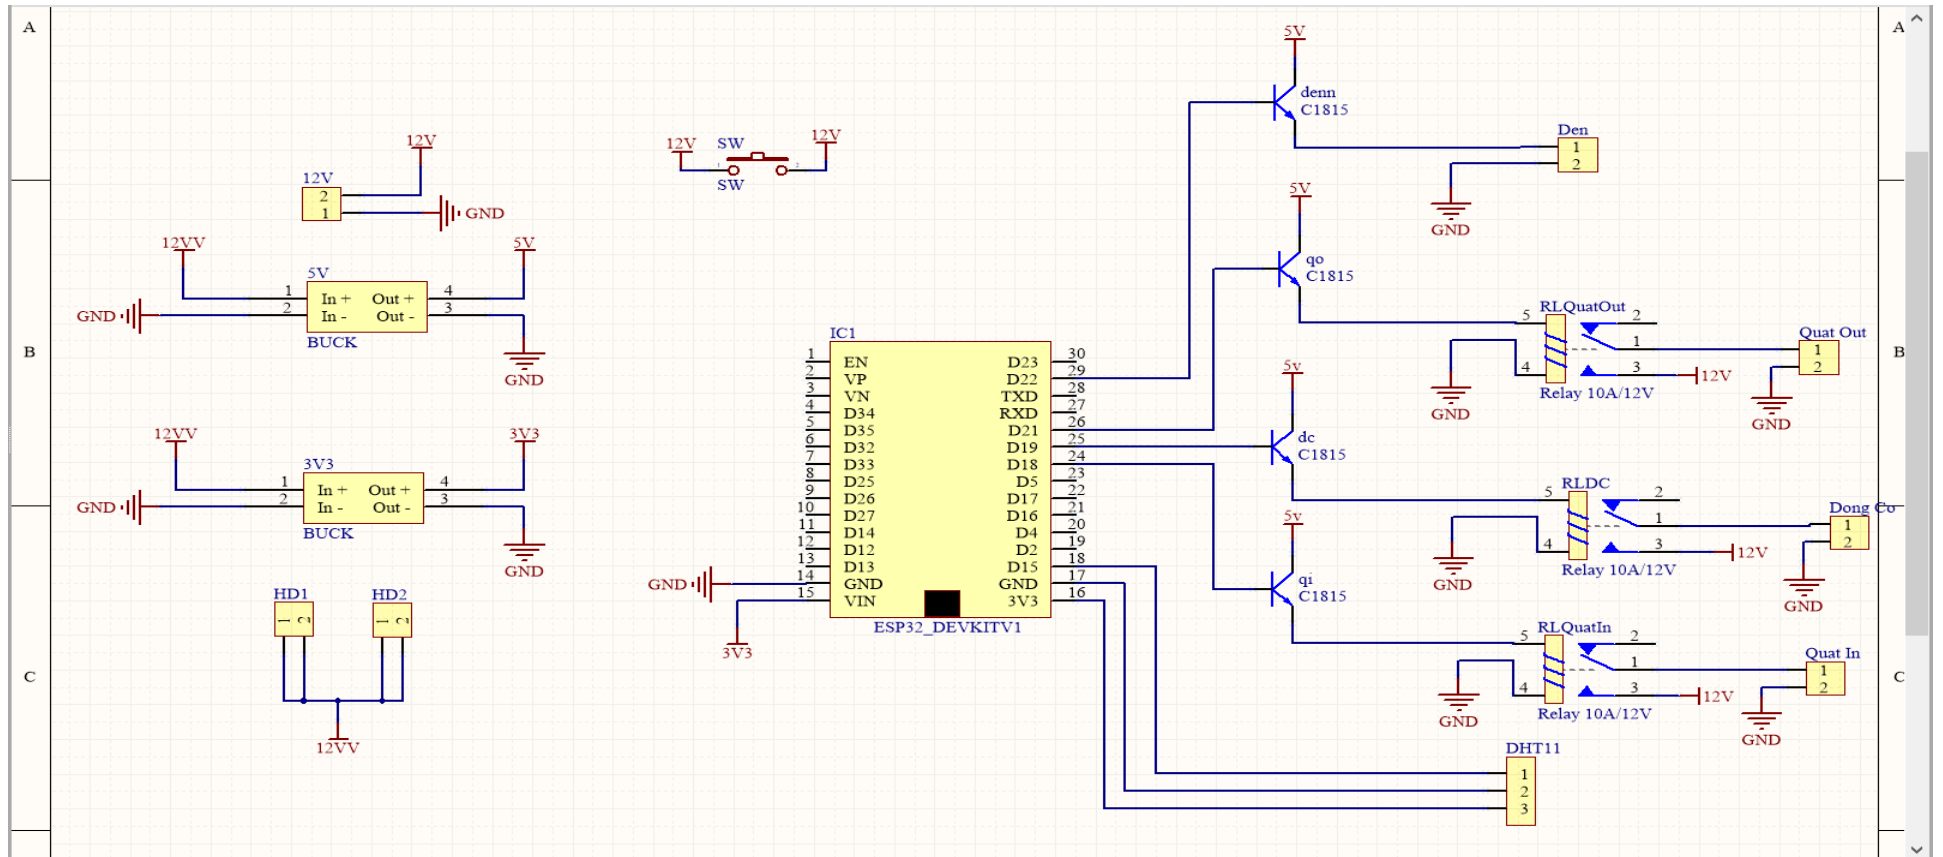 A
A
B
B
C
C
12V
12V
2
1
GND
12V
SW
12V
1
2
SW
12VV
5V
5V
GND
1
2
In +
In -
Out +
Out -
4
3
BUCK
GND
12VV
3V3
3V3
GND
1
2
In +
In -
Out +
Out -
4
3
BUCK
GND
HD1
1
2
HD2
1
2
12VV
IC1
1 EN
2 VP
3 VN
4 D34
5 D35
6 D32
7 D33
8 D25
9 D26
10 D27
11 D14
12 D12
13 D13
14 GND
15 VIN
D23 30
D22 29
TXD 28
RXD 27
D21 26
D19 25
D18 24
D5 23
D17 22
D16 21
D4 20
D2 19
D15 18
GND 17
3V3 16
ESP32_DEVKITV1
GND
3V3
5V
denn
C1815
Den
1
2
GND
5V
qo
C1815
RLQuatOut
5
4
2
1
3
12V
Relay 10A/12V
GND
Quat Out
1
2
GND
5v
dc
C1815
RLDC
5
4
2
1
3
12V
Relay 10A/12V
GND
Dong Co
1
2
GND
5v
qi
C1815
RLQuatIn
5
4
2
1
3
12V
Relay 10A/12V
GND
Quat In
1
2
GND
DHT11
1
2
3